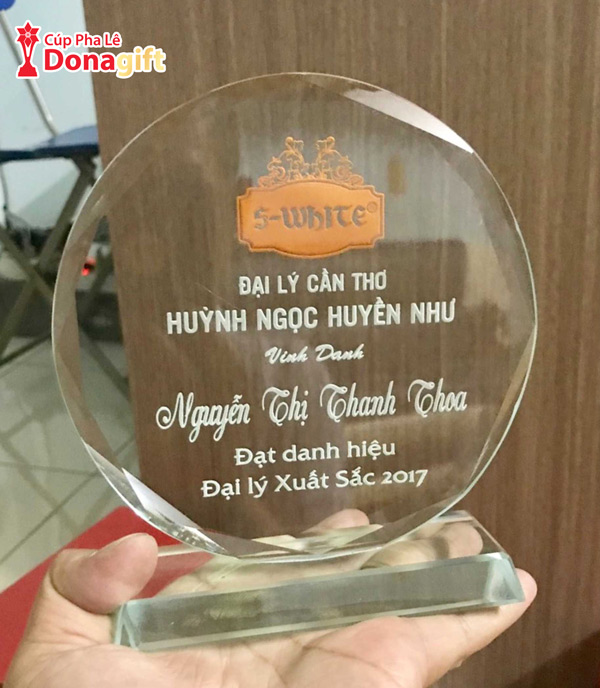 Cúp Pha Lê
Donagift
S-White®
ĐẠI LÝ CẦN THƠ
HUỲNH NGỌC HUYỀN NHƯ
Vinh Danh
Nguyễn Thị Thanh Thoa
Đạt danh hiệu
Đại lý Xuất Sắc 2017